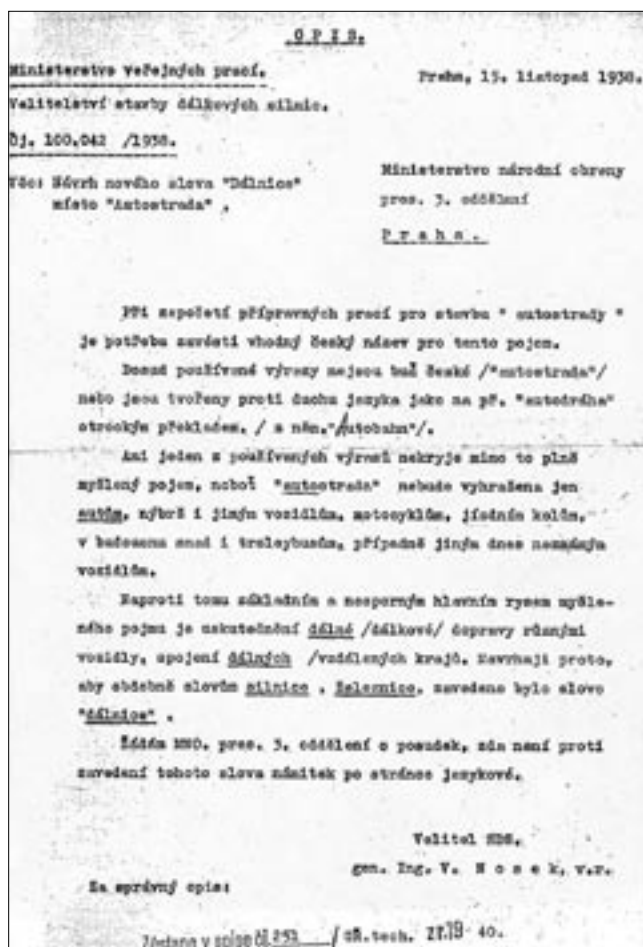 O P I S.
Ministerstvo veřejných prací.
Praha, 15. listopad 1938.
Velitelství stavby dálkových silnic.
Čj. 100.042 /1938.
Věc: Návrh nového slova "Dálnice"
místo "Autostrada" .
Ministerstvo národní obrany
pres. 3. oddělení
P r a h a .
Při započetí přípravných prací pro stavbu " autostrady "
je potřeba zavésti vhodný český název pro tento pojem.
Dosud používané výrazy nejsou buď české /"autostrada"/
nebo jsou tvořeny proti duchu jazyka jako na př. "autodráha"
otrockým překladem. / z něm."Autobahn"/.
Ani jeden z používaných výrazů nekryje mimo to plně
myšlený pojem, neboť "autostrada" nebude vyhražena jen
autům, nýbrž i jiným vozidlům, motocyklům, jízdním kolům,
v budoucnu snad i trolleybusům, případně jiným dnes neznámým
vozidlům.
Naproti tomu základním a nesporným hlavním rysem myšle-
ného pojmu je uskutečnění dálné /dálkové/ dopravy různými
vozidly, spojení dálných /vzdálených krajů. Navrhuji proto,
aby obdobně slovům silnice , železnice, zavedeno bylo slovo
"dálnice" .
Žádám MNO. pres. 3. oddělení o posudek, zda není proti
zavedení tohoto slova námitek po stránce jazykové.
Velitel
gen. Ing. V. N o s e k, v.r.
Za správný opis:
v spise čj. 253 / tech. 19 40.